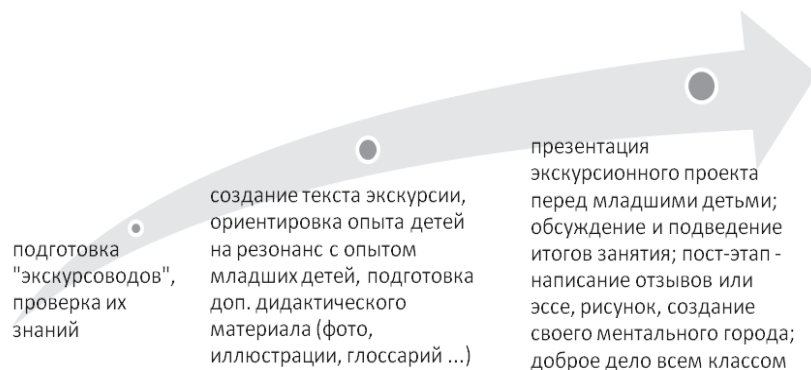 подготовка
"экскурсоводов",
проверка их
знаний
создание текста экскурсии,
ориентировка опыта детей
на резонанс с опытом
младших детей, подготовка
доп. дидактического
материала (фото,
иллюстрации, глоссарий ...)
презентация
экскурсионного проекта
перед младшими детьми;
обсуждение и подведение
итогов занятия; пост-этап -
написание отзывов или
эссе, рисунок, создание
своего ментального города;
доброе дело всем классом